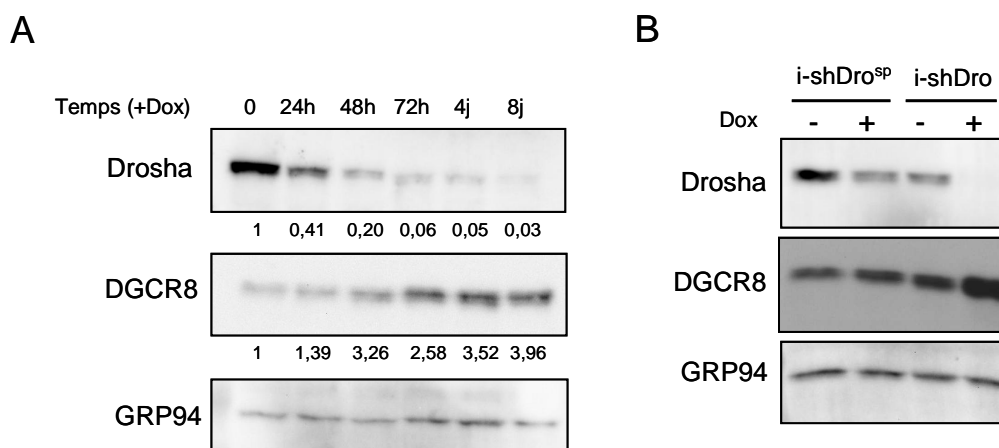 A
Temps (+Dox) 0 24h 48h 72h 4j 8j
Drosha
1 0,41 0,20 0,06 0,05 0,03
DGCR8
1 1,39 3,26 2,58 3,52 3,96
GRP94
B
i-shDroˢᵖ i-shDro
Dox - + - +
Drosha
DGCR8
GRP94